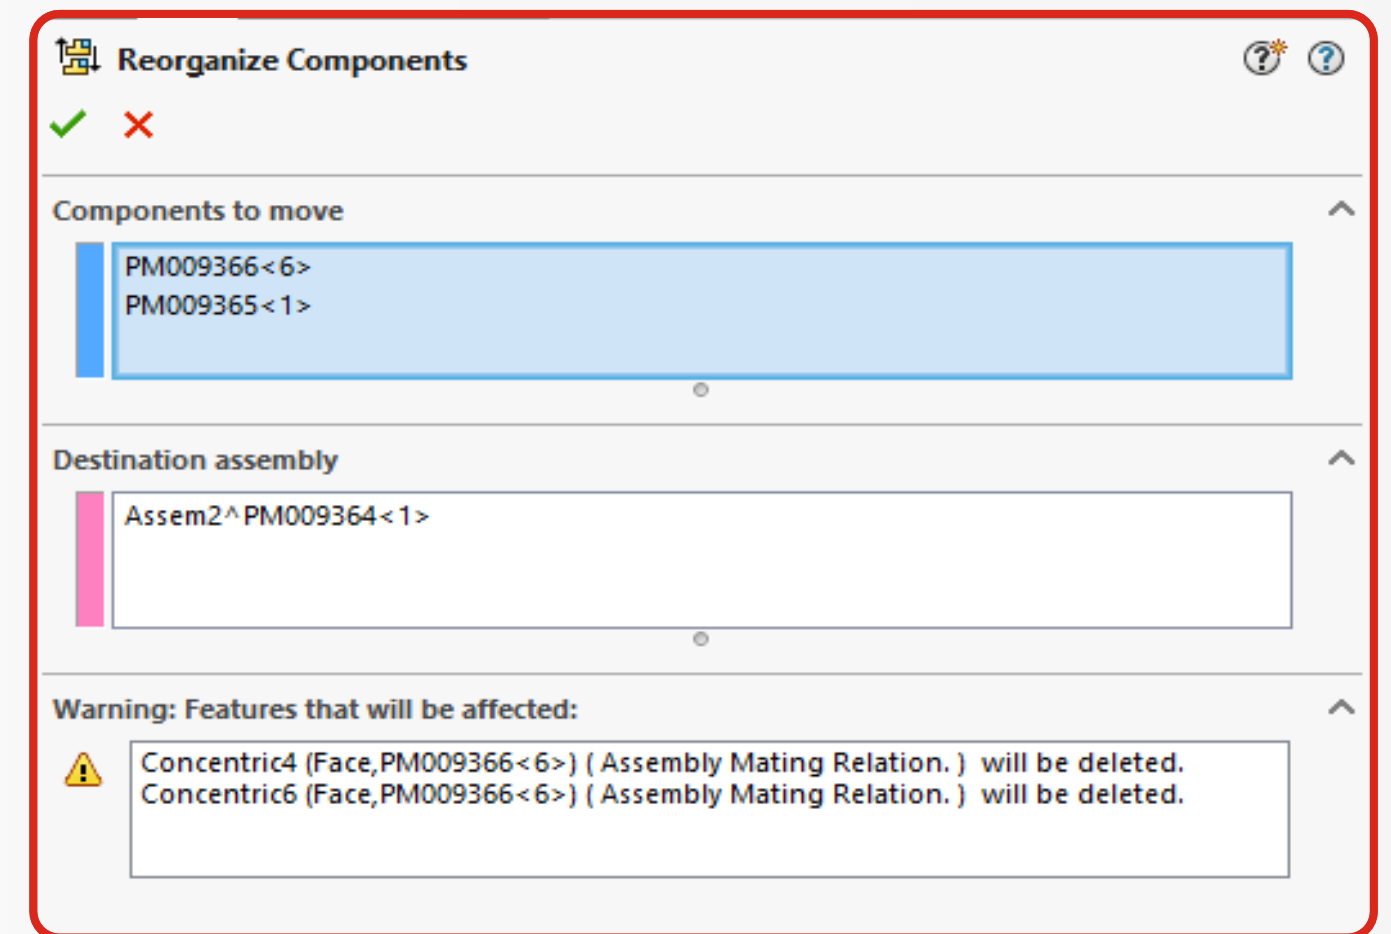 Reorganize Components
Components to move
PM009366<6>
PM009365<1>
Destination assembly
Assem2^PM009364<1>
Warning: Features that will be affected:
Concentric4 (Face,PM009366<6>) ( Assembly Mating Relation. )  will be deleted.
Concentric6 (Face,PM009366<6>) ( Assembly Mating Relation. )  will be deleted.